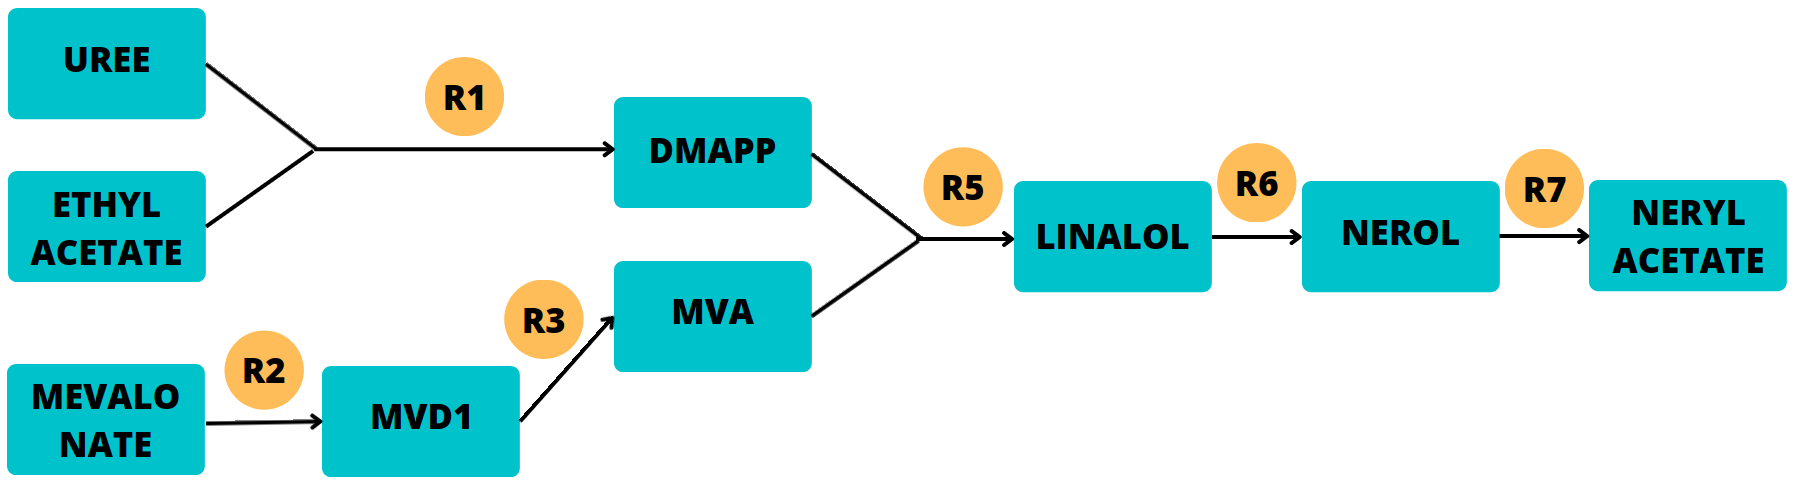 UREE
R1
ETHYL
ACETATE
DMAPP
R5
R6
R7
LINALOL
NEROL
NERYL
ACETATE
R3
MVA
R2
MEVALO
NATE
MVD1